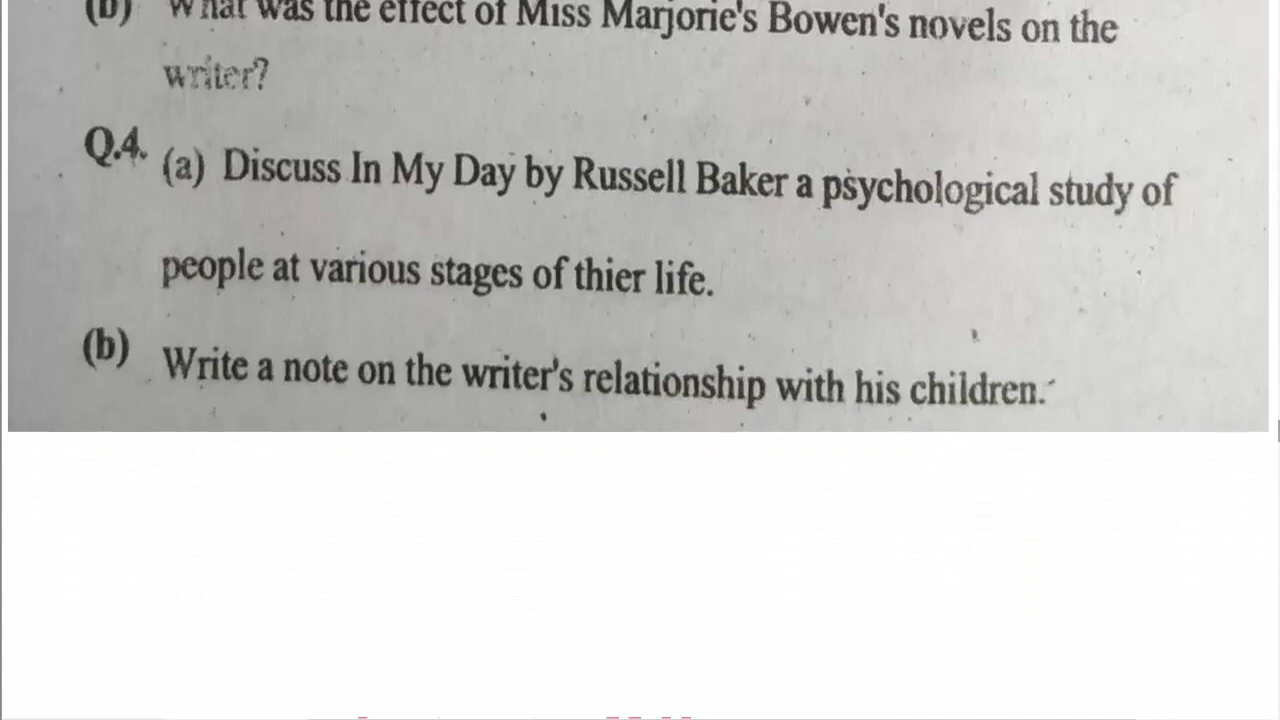 (b) What was the effect of Miss Marjorie's Bowen's novels on the
writer?
Q.4. (a) Discuss In My Day by Russell Baker a psychological study of
people at various stages of thier life.
(b) Write a note on the writer's relationship with his children.